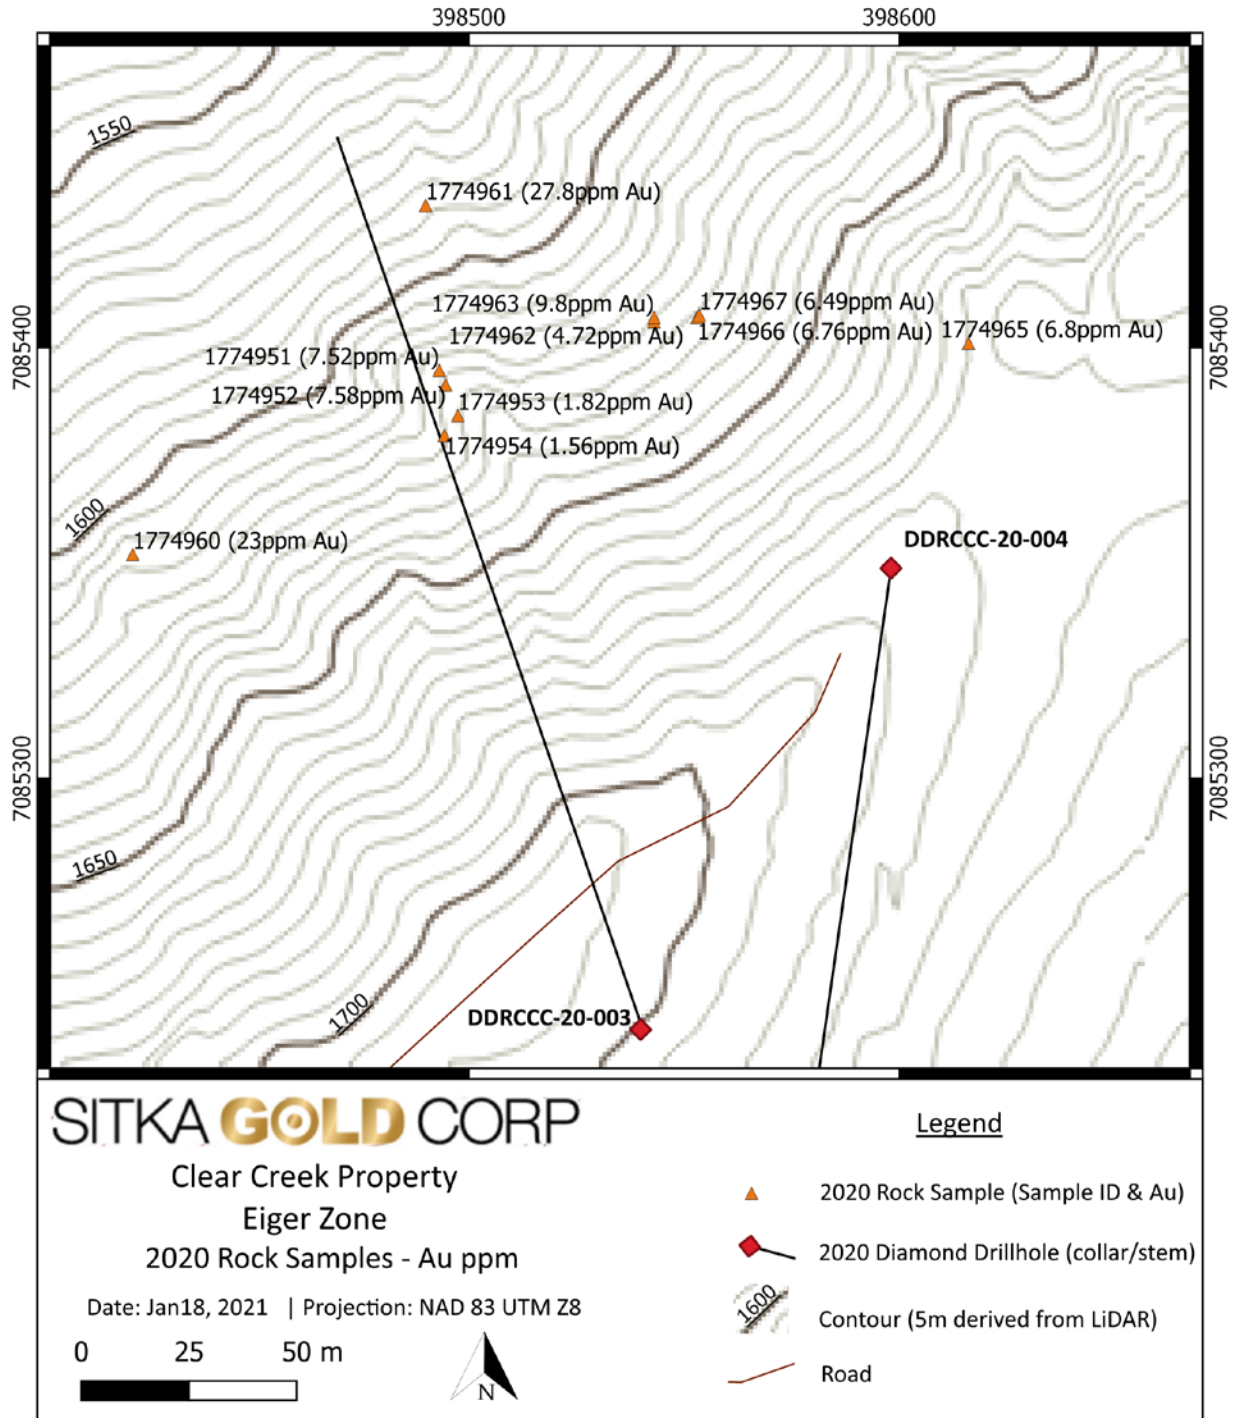 398500
398600
1550
1774961 (27.8ppm Au)
1774963 (9.8ppm Au)
1774967 (6.49ppm Au)
1774962 (4.72ppm Au)
1774966 (6.76ppm Au)
1774965 (6.8ppm Au)
7085400
7085400
1774951 (7.52ppm Au)
1774952 (7.58ppm Au)
1774953 (1.82ppm Au)
1774954 (1.56ppm Au)
1600
1774960 (23ppm Au)
DDRCCC-20-004
7085300
7085300
1650
1700
DDRCCC-20-003
SITKA GOLD CORP
Clear Creek Property
Eiger Zone
2020 Rock Samples - Au ppm
Date: Jan18, 2021 | Projection: NAD 83 UTM Z8
0 25 50 m
N
Legend
2020 Rock Sample (Sample ID & Au)
2020 Diamond Drillhole (collar/stem)
1600
Contour (5m derived from LiDAR)
Road